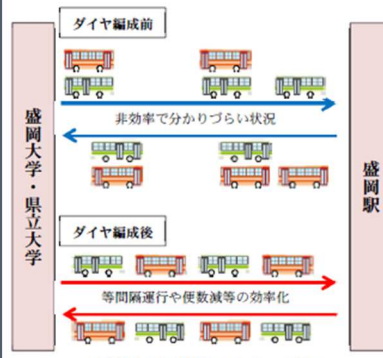 ダイヤ編成前
盛岡大学・県立大学
非効率で分かりづらい状況
盛岡駅
ダイヤ編成後
等間隔運行や便数減等の効率化